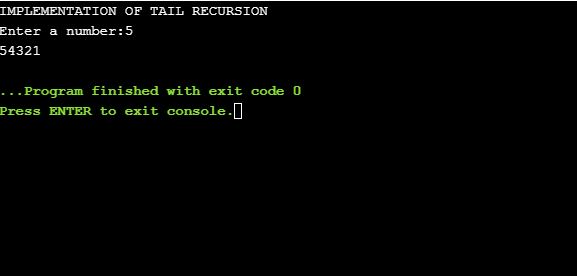 IMPLEMENTATION OF TAIL RECURSION
Enter a number:5
54321
...Program finished with exit code 0
Press ENTER to exit console.